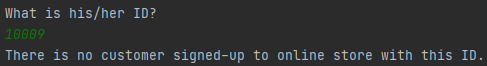 What is his/her ID?
10009
There is no customer signed-up to online store with this ID.